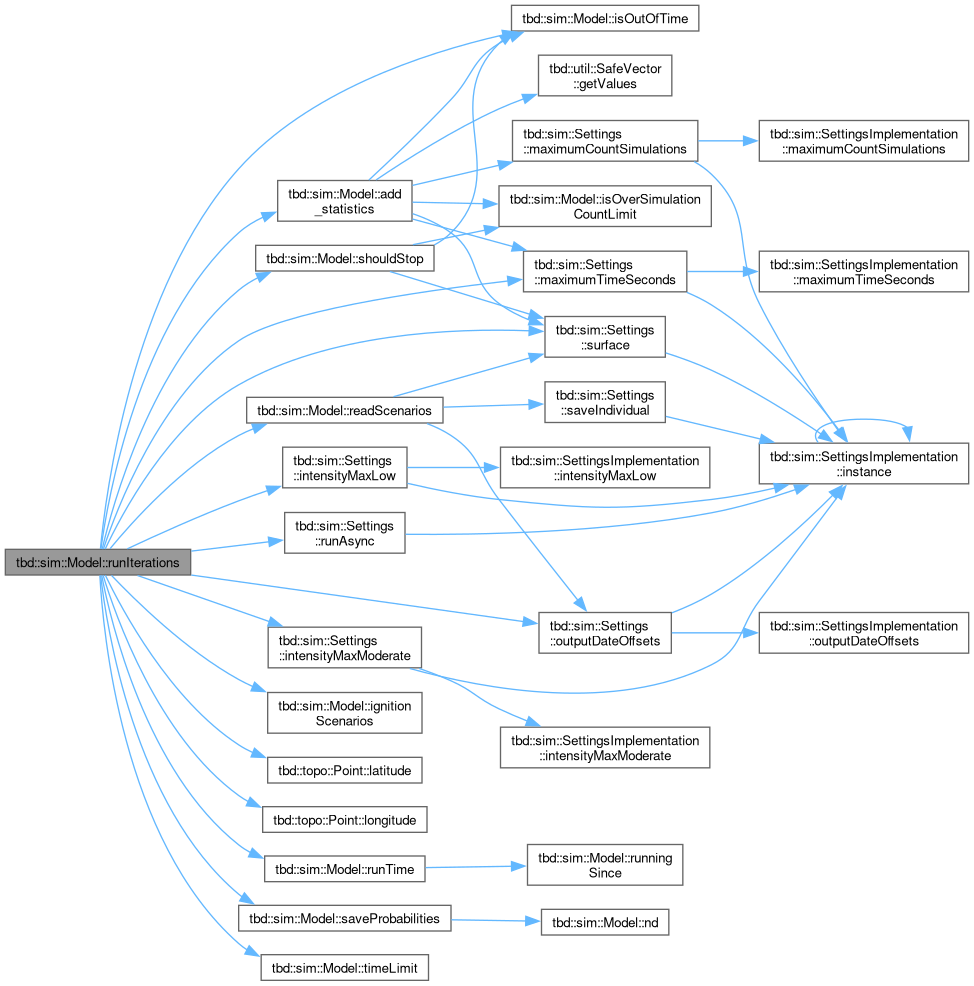 tbd::sim::Model::isOutOfTime
tbd::util::SafeVector
::getValues
tbd::sim::Settings
::maximumCountSimulations
tbd::sim::SettingsImplementation
::maximumCountSimulations
tbd::sim::Model::add
_statistics
tbd::sim::Model::isOverSimulation
CountLimit
tbd::sim::Model::shouldStop
tbd::sim::Settings
::maximumTimeSeconds
tbd::sim::SettingsImplementation
::maximumTimeSeconds
tbd::sim::Settings
::surface
tbd::sim::Model::readScenarios
tbd::sim::Settings
::saveIndividual
tbd::sim::Settings
::intensityMaxLow
tbd::sim::SettingsImplementation
::intensityMaxLow
tbd::sim::SettingsImplementation
::instance
tbd::sim::Settings
::runAsync
tbd::sim::Model::runIterations
tbd::sim::Settings
::intensityMaxModerate
tbd::sim::Settings
::outputDateOffsets
tbd::sim::SettingsImplementation
::outputDateOffsets
tbd::sim::Model::ignition
Scenarios
tbd::sim::SettingsImplementation
::intensityMaxModerate
tbd::topo::Point::latitude
tbd::topo::Point::longitude
tbd::sim::Model::runTime
tbd::sim::Model::running
Since
tbd::sim::Model::saveProbabilities
tbd::sim::Model::nd
tbd::sim::Model::timeLimit